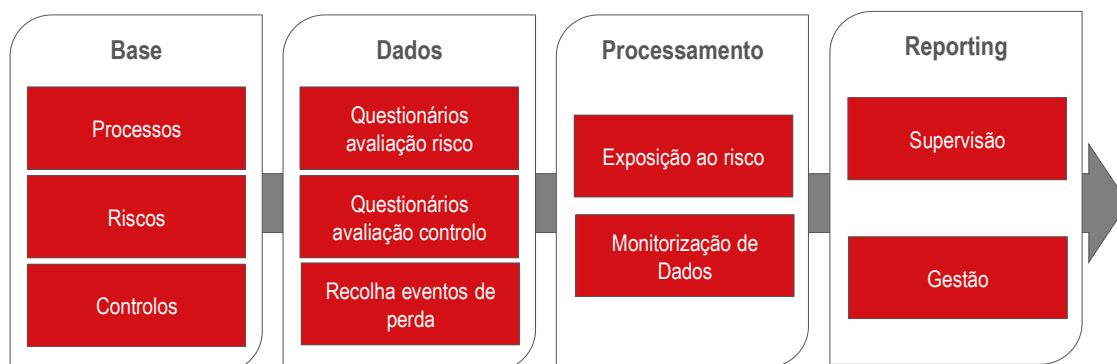 Base
Processos
Riscos
Controlos
Dados
Questionários
avaliação risco
Questionários
avaliação controlo
Recolha eventos de
perda
Processamento
Exposição ao risco
Monitorização de
Dados
Reporting
Supervisão
Gestão